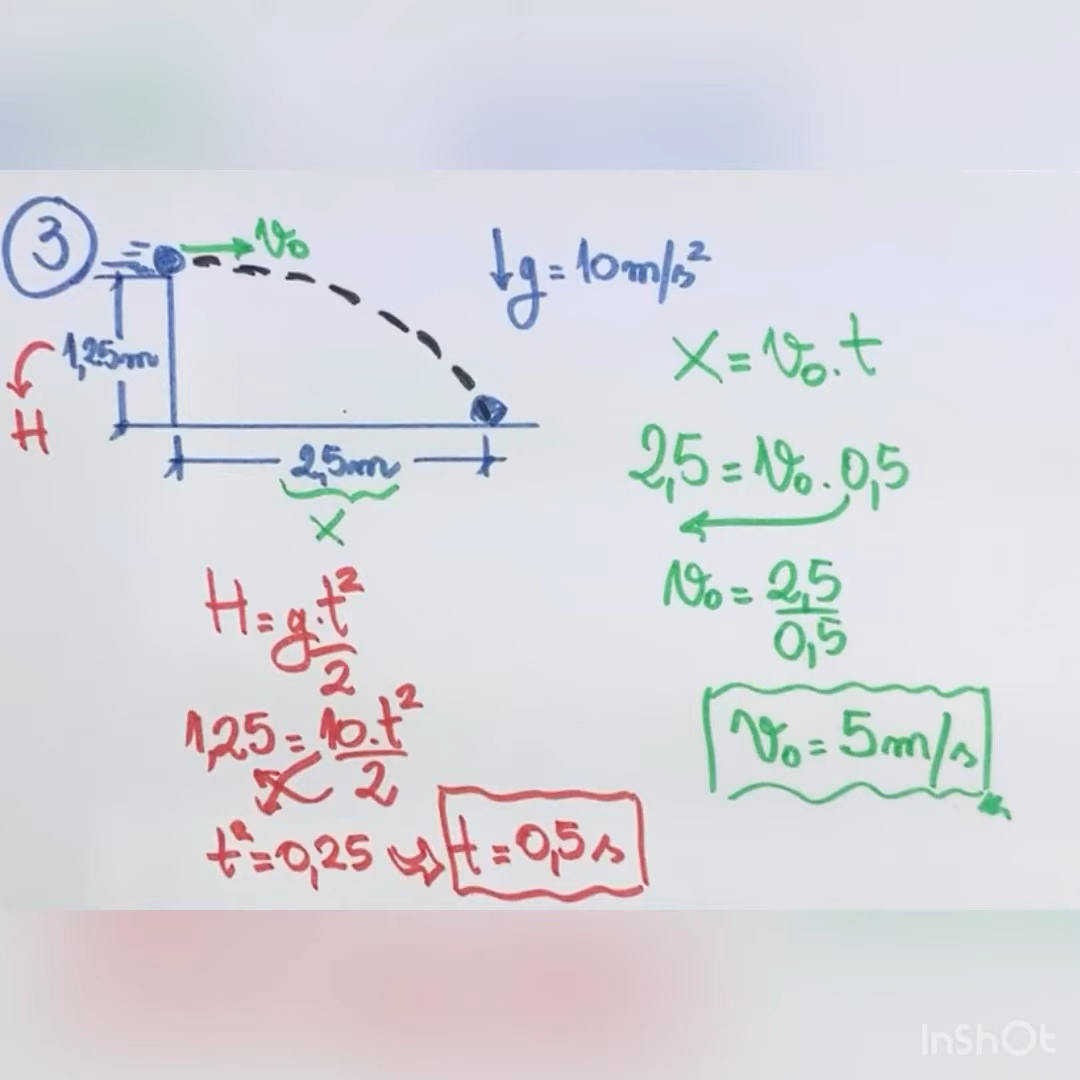 3
v₀
↓g = 10m/s²
1,25m
H
2,5m
X
H = g.t²/2
1,25 = 10.t²/2
t² = 0,25 → t = 0,5s
X = v₀.t
2,5 = v₀.0,5
v₀ = 2,5/0,5
v₀ = 5m/s
InShOt